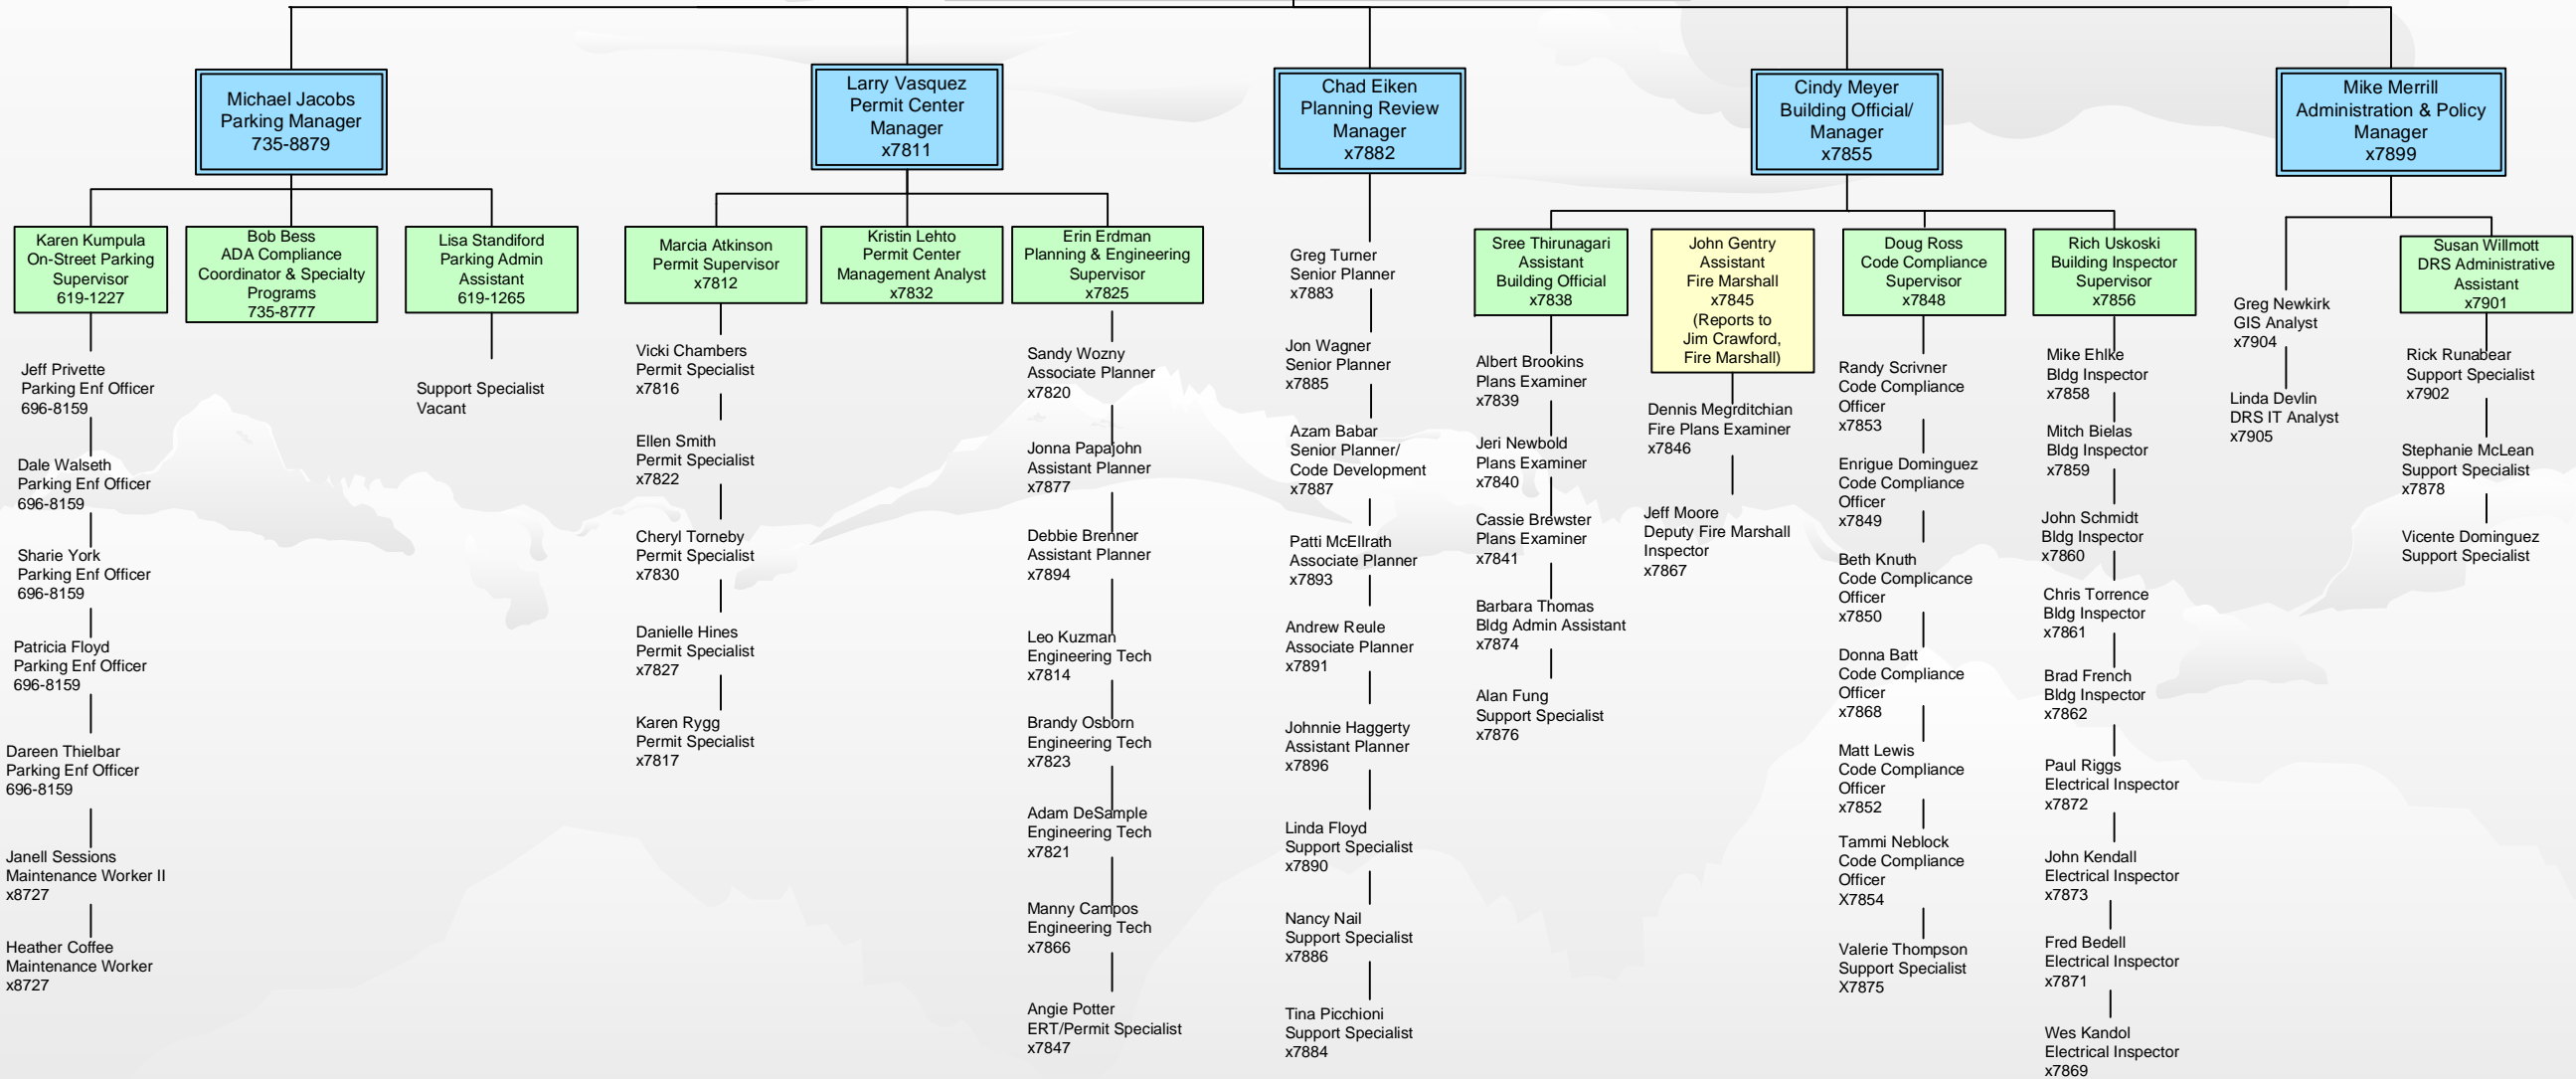 Michael Jacobs
Parking Manager
735-8879
Karen Kumpula
On-Street Parking
Supervisor
619-1227
Jeff Privette
Parking Enf Officer
696-8159
Dale Walseth
Parking Enf Officer
696-8159
Sharie York
Parking Enf Officer
696-8159
Patricia Floyd
Parking Enf Officer
696-8159
Dareen Thielbar
Parking Enf Officer
696-8159
Janell Sessions
Maintenance Worker II
x8727
Heather Coffee
Maintenance Worker
x8727
Bob Bess
ADA Compliance
Coordinator & Specialty
Programs
735-8777
Lisa Standiford
Parking Admin
Assistant
619-1265
Support Specialist
Vacant
Larry Vasquez
Permit Center
Manager
x7811
Marcia Atkinson
Permit Supervisor
x7812
Vicki Chambers
Permit Specialist
x7816
Ellen Smith
Permit Specialist
x7822
Cheryl Torneby
Permit Specialist
x7830
Danielle Hines
Permit Specialist
x7827
Karen Rygg
Permit Specialist
x7817
Kristin Lehto
Permit Center
Management Analyst
x7832
Erin Erdman
Planning & Engineering
Supervisor
x7825
Sandy Wozny
Associate Planner
x7820
Jonna Papajohn
Assistant Planner
x7877
Debbie Brenner
Assistant Planner
x7894
Leo Kuzman
Engineering Tech
x7814
Brandy Osborn
Engineering Tech
x7823
Adam DeSample
Engineering Tech
x7821
Manny Campos
Engineering Tech
x7866
Angie Potter
ERT/Permit Specialist
x7847
Chad Eiken
Planning Review
Manager
x7882
Greg Turner
Senior Planner
x7883
Jon Wagner
Senior Planner
x7885
Azam Babar
Senior Planner/
Code Development
x7887
Patti McEllrath
Associate Planner
x7893
Andrew Reule
Associate Planner
x7891
Johnnie Haggerty
Assistant Planner
x7896
Linda Floyd
Support Specialist
x7890
Nancy Nail
Support Specialist
x7886
Tina Picchioni
Support Specialist
x7884
Cindy Meyer
Building Official/
Manager
x7855
Sree Thirunagari
Assistant
Building Official
x7838
Albert Brookins
Plans Examiner
x7839
Jeri Newbold
Plans Examiner
x7840
Cassie Brewster
Plans Examiner
x7841
Barbara Thomas
Bldg Admin Assistant
x7874
Alan Fung
Support Specialist
x7876
John Gentry
Assistant
Fire Marshall
x7845
(Reports to
Jim Crawford,
Fire Marshall)
Dennis Megrditchian
Fire Plans Examiner
x7846
Jeff Moore
Deputy Fire Marshall
Inspector
x7867
Doug Ross
Code Compliance
Supervisor
x7848
Randy Scrivner
Code Compliance
Officer
x7853
Enrigue Dominguez
Code Compliance
Officer
x7849
Beth Knuth
Code Complicance
Officer
x7850
Donna Batt
Code Compliance
Officer
x7868
Matt Lewis
Code Compliance
Officer
x7852
Tammi Neblock
Code Compliance
Officer
X7854
Valerie Thompson
Support Specialist
X7875
Rich Uskoski
Building Inspector
Supervisor
x7856
Mike Ehlke
Bldg Inspector
x7858
Mitch Bielas
Bldg Inspector
x7859
John Schmidt
Bldg Inspector
x7860
Chris Torrence
Bldg Inspector
x7861
Brad French
Bldg Inspector
x7862
Paul Riggs
Electrical Inspector
x7872
John Kendall
Electrical Inspector
x7873
Fred Bedell
Electrical Inspector
x7871
Wes Kandol
Electrical Inspector
x7869
Mike Merrill
Administration & Policy
Manager
x7899
Greg Newkirk
GIS Analyst
x7904
Linda Devlin
DRS IT Analyst
x7905
Susan Willmott
DRS Administrative
Assistant
x7901
Rick Runabear
Support Specialist
x7902
Stephanie McLean
Support Specialist
x7878
Vicente Dominguez
Support Specialist